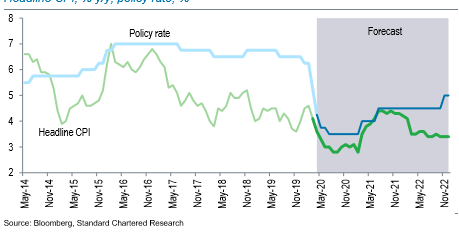 Headline CPI, % y/y; policy rate, %
8
7
6
5
4
3
2
Policy rate
Forecast
Headline CPI
May-14
Nov-14
May-15
Nov-15
May-16
Nov-16
May-17
Nov-17
May-18
Nov-18
May-19
Nov-19
May-20
Nov-20
May-21
Nov-21
May-22
Nov-22
Source: Bloomberg, Standard Chartered Research